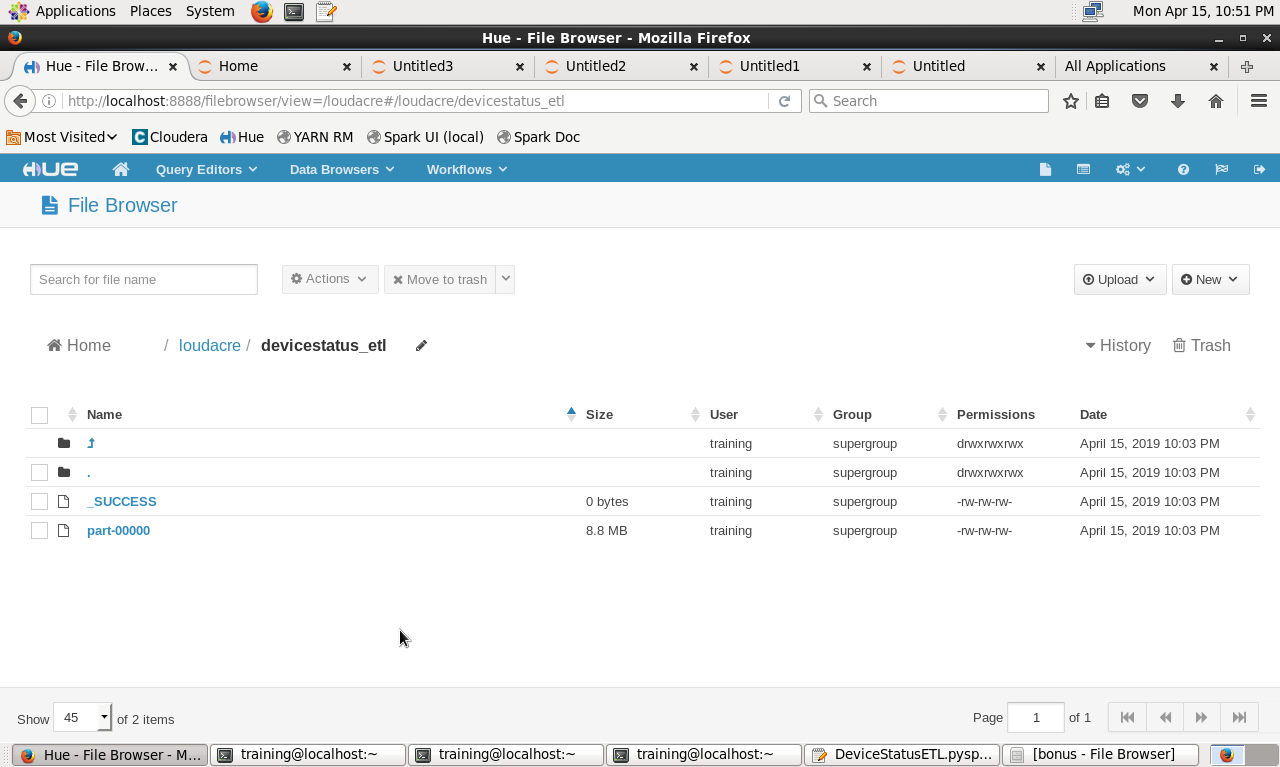 Applications Places System Mon Apr 15, 10:51 PM
Hue - File Browser - Mozilla Firefox
Hue - File Brow... Home Untitled3 Untitled2 Untitled1 Untitled All Applications
http://localhost:8888/filebrowser/view=/loudacre#/loudacre/devicestatus_etl Search
Most Visited Cloudera Hue YARN RM Spark UI (local) Spark Doc
HUE Query Editors Data Browsers Workflows
File Browser
Search for file name Actions Move to trash Upload New
Home / loudacre / devicestatus_etl History Trash
Name Size User Group Permissions Date
training supergroup drwxrwxrwx April 15, 2019 10:03 PM
. training supergroup drwxrwxrwx April 15, 2019 10:03 PM
_SUCCESS 0 bytes training supergroup -rw-rw-rw- April 15, 2019 10:03 PM
part-00000 8.8 MB training supergroup -rw-rw-rw- April 15, 2019 10:03 PM
Show 45 of 2 items Page 1 of 1
Hue - File Browser - M... training@localhost:~ training@localhost:~ training@localhost:~ DeviceStatusETL.pysp... [bonus - File Browser]